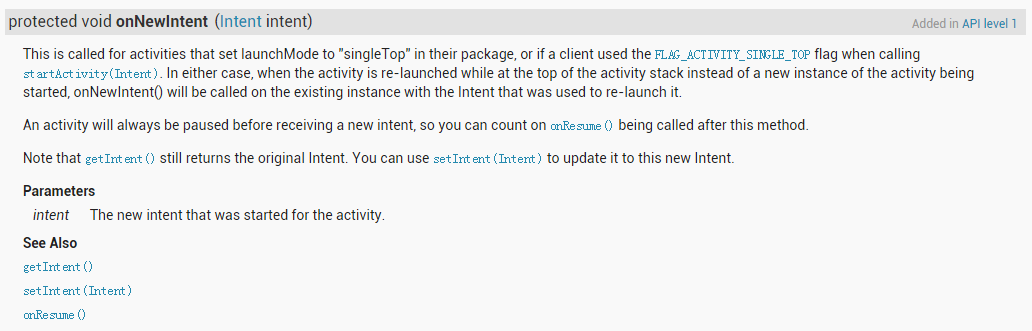 protected void onNewIntent (Intent intent) Added in API level 1
This is called for activities that set launchMode to "singleTop" in their package, or if a client used the FLAG_ACTIVITY_SINGLE_TOP flag when calling
startActivity(Intent). In either case, when the activity is re-launched while at the top of the activity stack instead of a new instance of the activity being
started, onNewIntent() will be called on the existing instance with the Intent that was used to re-launch it.
An activity will always be paused before receiving a new intent, so you can count on onResume() being called after this method.
Note that getIntent() still returns the original Intent. You can use setIntent(Intent) to update it to this new Intent.
Parameters
intent The new intent that was started for the activity.
See Also
getIntent()
setIntent(Intent)
onResume()